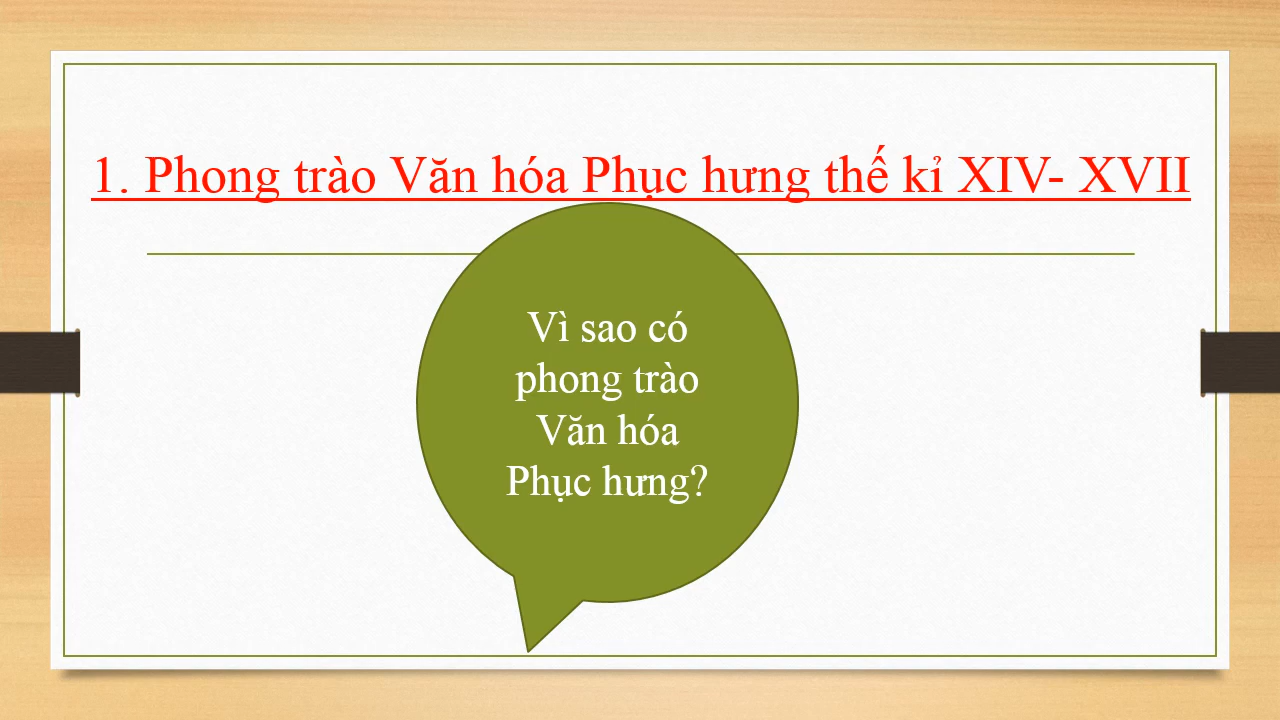 1. Phong trào Văn hóa Phục hưng thế kỉ XIV- XVII
Vì sao có
phong trào
Văn hóa
Phục hưng?